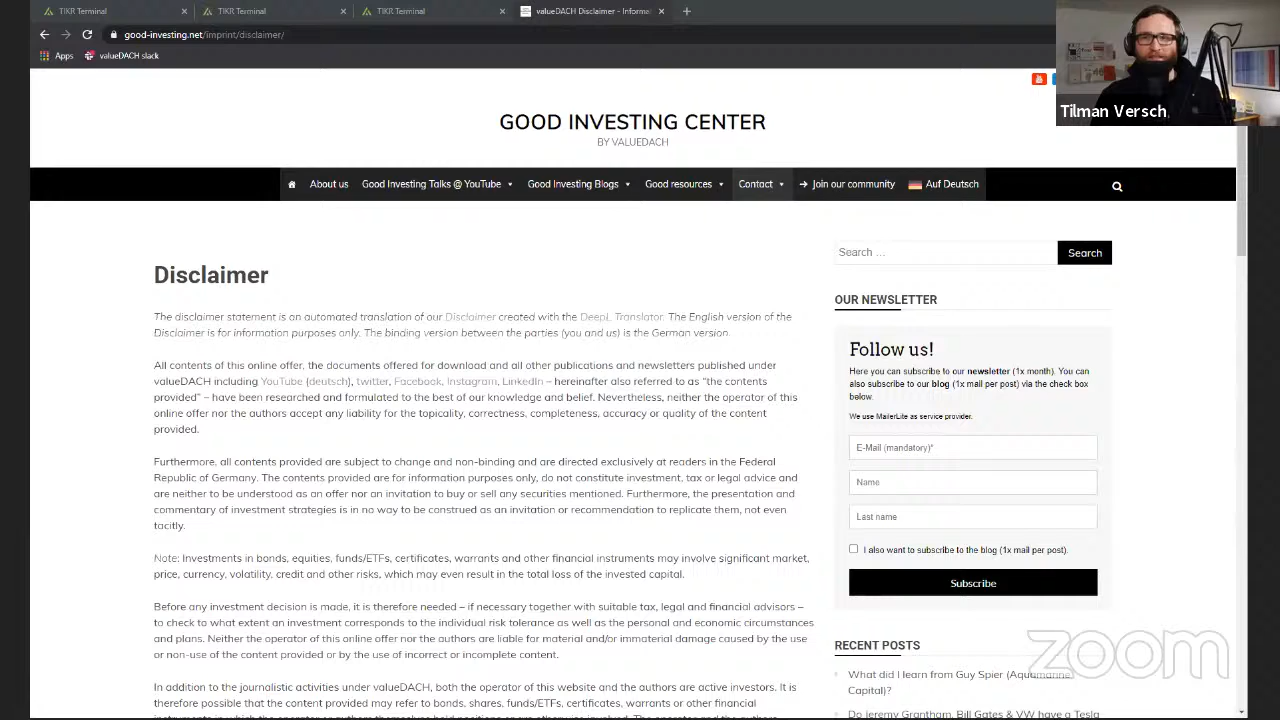 TIKR Terminal
TIKR Terminal
TIKR Terminal
valueDACH Disclaimer - Informa
good-investing.net/imprint/disclaimer/
Apps
valueDACH slack
Tilman Versch
GOOD INVESTING CENTER
BY VALUEDACH
About us
Good Investing Talks @ YouTube
Good Investing Blogs
Good resources
Contact
Join our community
Auf Deutsch
Disclaimer
The disclaimer statement is an automated translation of our Disclaimer created with the DeepL Translator. The English version of the
Disclaimer is for information purposes only. The binding version between the parties (you and us) is the German version.
All contents of this online offer, the documents offered for download and all other publications and newsletters published under
valueDACH including YouTube (deutsch), twitter, Facebook, Instagram, LinkedIn – hereinafter also referred to as “the contents
provided” – have been researched and formulated to the best of our knowledge and belief. Nevertheless, neither the operator of this
online offer nor the authors accept any liability for the topicality, correctness, completeness, accuracy or quality of the content
provided.
Furthermore, all contents provided are subject to change and non-binding and are directed exclusively at readers in the Federal
Republic of Germany. The contents provided are for information purposes only, do not constitute investment, tax or legal advice and
are neither to be understood as an offer nor an invitation to buy or sell any securities mentioned. Furthermore, the presentation and
commentary of investment strategies is in no way to be construed as an invitation or recommendation to replicate them, not even
tacitly.
Note: Investments in bonds, equities, funds/ETFs, certificates, warrants and other financial instruments may involve significant market,
price, currency, volatility, credit and other risks, which may even result in the total loss of the invested capital.
Before any investment decision is made, it is therefore needed – if necessary together with suitable tax, legal and financial advisors –
to check to what extent an investment corresponds to the individual risk tolerance as well as the personal and economic circumstances
and plans. Neither the operator of this online offer nor the authors are liable for material and/or immaterial damage caused by the use
or non-use of the content provided or by the use of incorrect or incomplete content.
In addition to the journalistic activities under valueDACH, both the operator of this website and the authors are active investors. It is
therefore possible that the content provided may refer to bonds, shares, funds/ETFs, certificates, warrants or other financial
Search …
Search
OUR NEWSLETTER
Follow us!
Here you can subscribe to our newsletter (1x month). You can
also subscribe to our blog (1x mail per post) via the check box
below.
We use MailerLite as service provider.
E-Mail (mandatory)*
Name
Last name
I also want to subscribe to the blog (1x mail per post).
Subscribe
RECENT POSTS
What did I learn from Guy Spier (Aquamarine
Capital)?
Do Jeremy Grantham, Bill Gates & VW have a Tesla
zoom